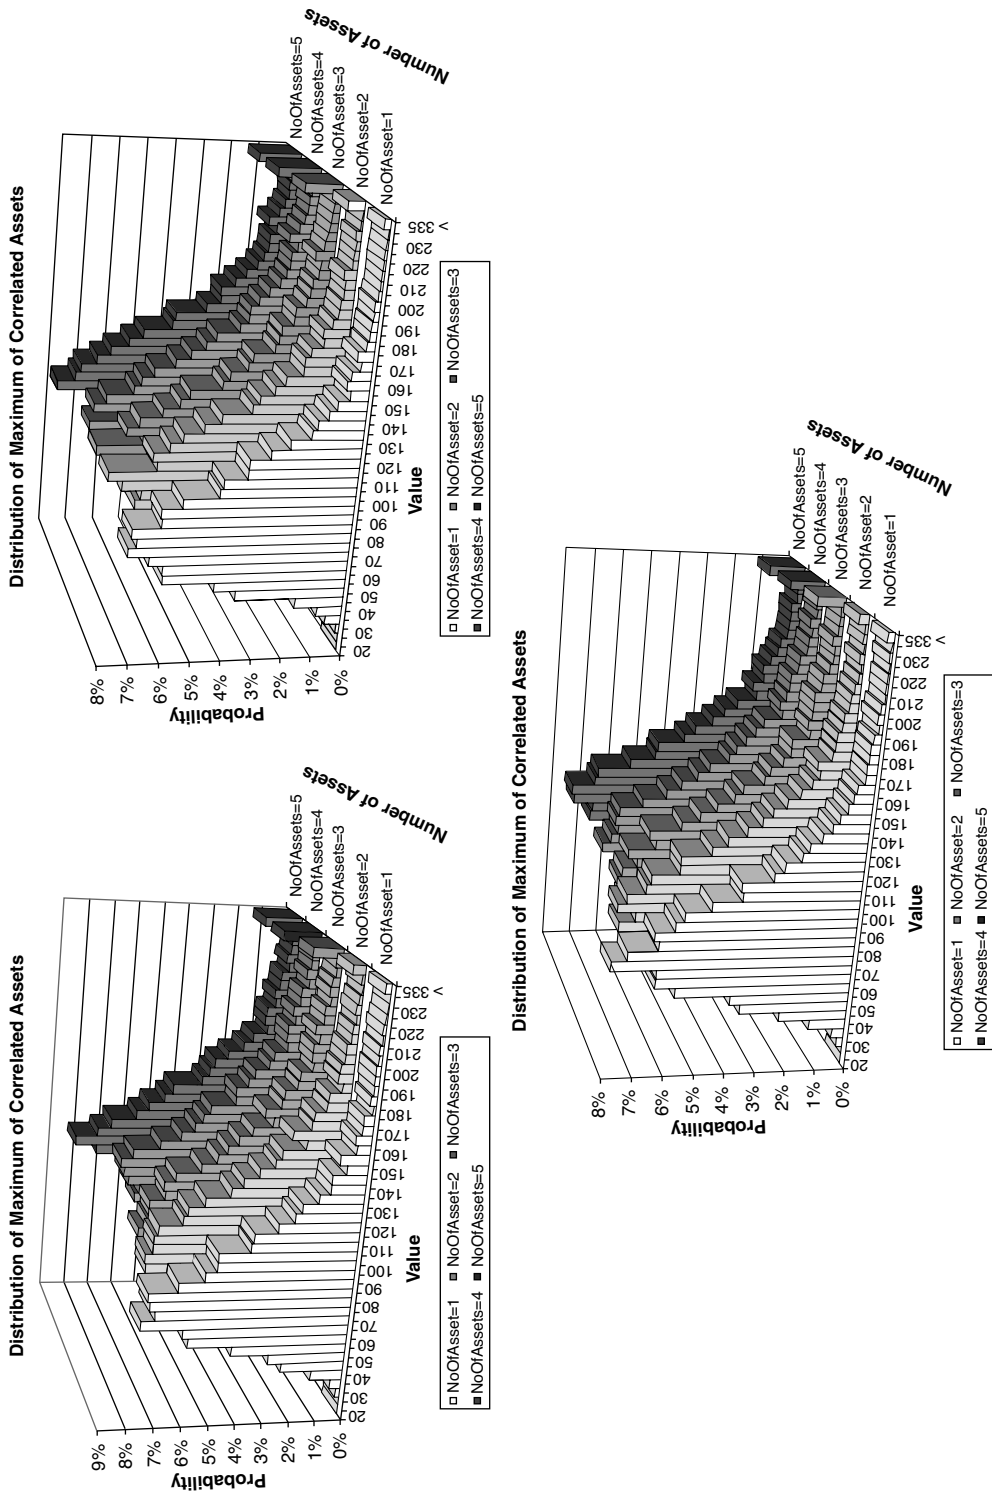 Distribution of Maximum of Correlated Assets
9%
8%
7%
6%
5%
4%
3%
2%
1%
0%
Probability
20
30
40
50
60
70
80
90
100
110
120
130
140
150
160
170
180
190
200
210
220
230
> 335
Value
NoOfAssets=5
NoOfAssets=4
NoOfAssets=3
NoOfAsset=2
NoOfAsset=1
Number of Assets
NoOfAsset=1 NoOfAsset=2 NoOfAssets=3
NoOfAssets=4 NoOfAssets=5
Distribution of Maximum of Correlated Assets
8%
7%
6%
5%
4%
3%
2%
1%
0%
Probability
20
30
40
50
60
70
80
90
100
110
120
130
140
150
160
170
180
190
200
210
220
230
> 335
Value
NoOfAssets=5
NoOfAssets=4
NoOfAssets=3
NoOfAsset=2
NoOfAsset=1
Number of Assets
NoOfAsset=1 NoOfAsset=2 NoOfAssets=3
NoOfAssets=4 NoOfAssets=5
Distribution of Maximum of Correlated Assets
8%
7%
6%
5%
4%
3%
2%
1%
0%
Probability
20
30
40
50
60
70
80
90
100
110
120
130
140
150
160
170
180
190
200
210
220
230
> 335
Value
NoOfAssets=5
NoOfAssets=4
NoOfAssets=3
NoOfAsset=2
NoOfAsset=1
Number of Assets
NoOfAsset=1 NoOfAsset=2 NoOfAssets=3
NoOfAssets=4 NoOfAssets=5